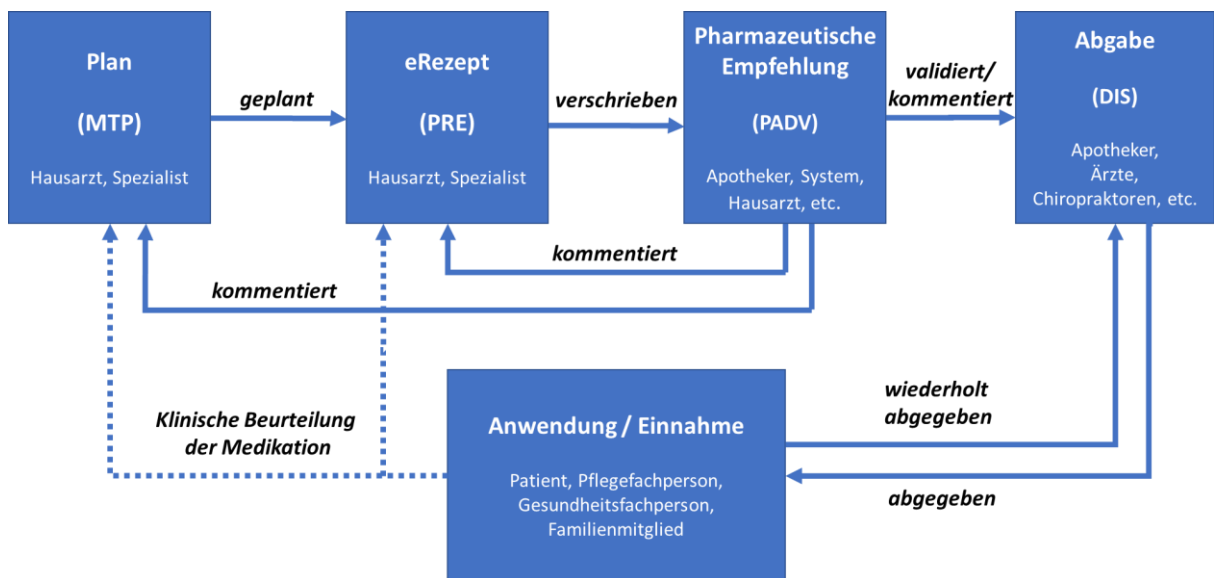 Plan
(MTP)
Hausarzt, Spezialist
geplant
eRezept
(PRE)
Hausarzt, Spezialist
verschrieben
Pharmazeutische
Empfehlung
(PADV)
Apotheker, System,
Hausarzt, etc.
validiert/
kommentiert
Abgabe
(DIS)
Apotheker,
Ärzte,
Chiropraktoren, etc.
kommentiert
kommentiert
Klinische Beurteilung
der Medikation
Anwendung / Einnahme
Patient, Pflegefachperson,
Gesundheitsfachperson,
Familienmitglied
wiederholt
abgegeben
abgegeben